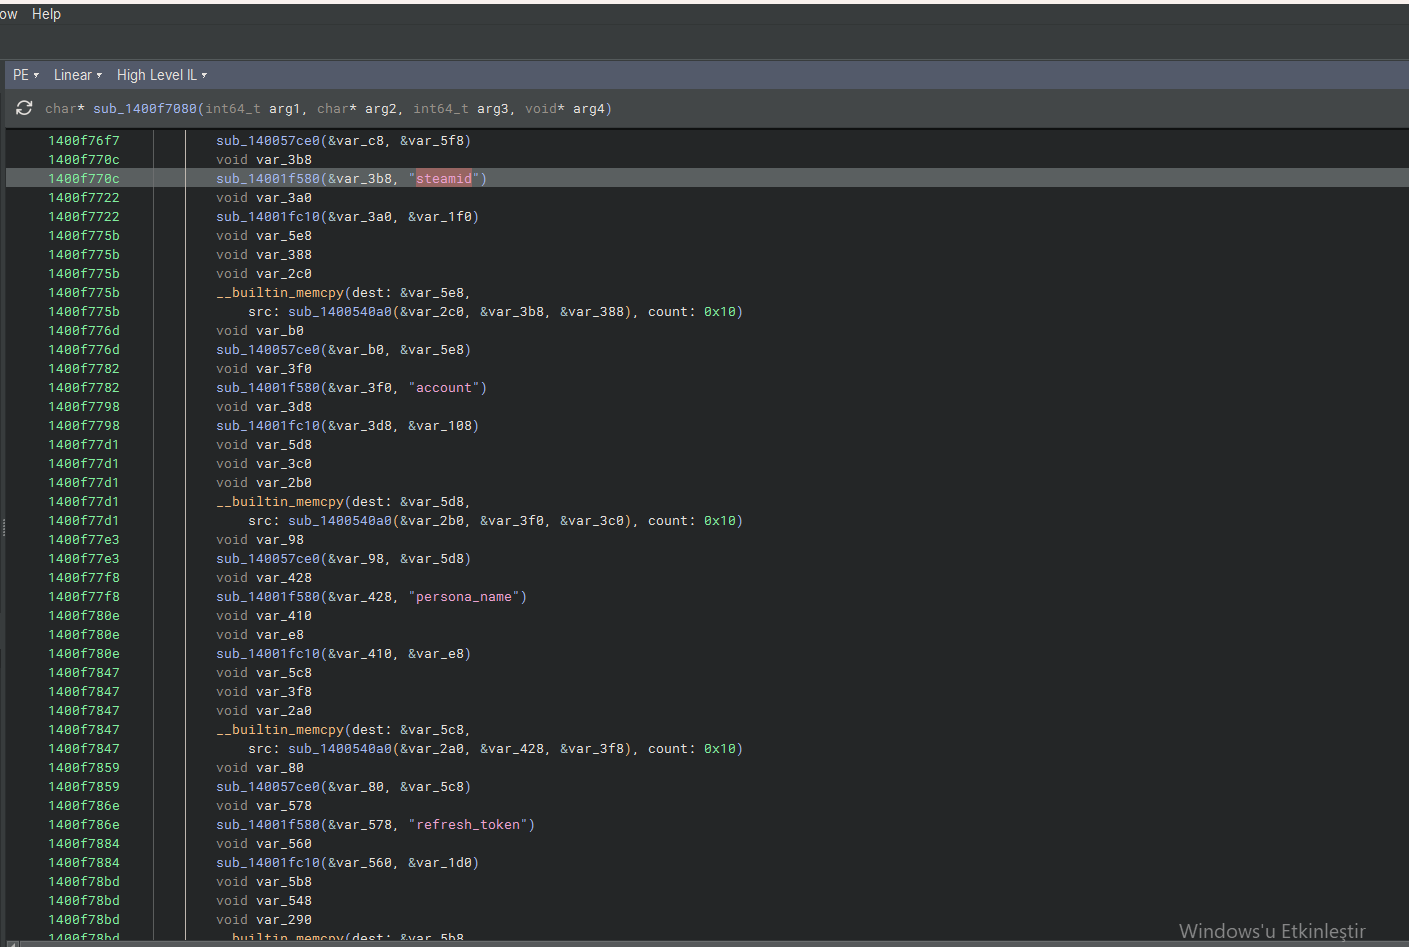 ow Help
PE Linear High Level IL
char* sub_1400f7080(int64_t arg1, char* arg2, int64_t arg3, void* arg4)
1400f76f7 sub_140057ce0(&var_c8, &var_5f8)
1400f770c void var_3b8
1400f770c sub_14001f580(&var_3b8, "steamid")
1400f7722 void var_3a0
1400f7722 sub_14001fc10(&var_3a0, &var_1f0)
1400f775b void var_5e8
1400f775b void var_388
1400f775b void var_2c0
1400f775b __builtin_memcpy(dest: &var_5e8,
1400f775b src: sub_1400540a0(&var_2c0, &var_3b8, &var_388), count: 0x10)
1400f776d void var_b0
1400f776d sub_140057ce0(&var_b0, &var_5e8)
1400f7782 void var_3f0
1400f7782 sub_14001f580(&var_3f0, "account")
1400f7798 void var_3d8
1400f7798 sub_14001fc10(&var_3d8, &var_108)
1400f77d1 void var_5d8
1400f77d1 void var_3c0
1400f77d1 void var_2b0
1400f77d1 __builtin_memcpy(dest: &var_5d8,
1400f77d1 src: sub_1400540a0(&var_2b0, &var_3f0, &var_3c0), count: 0x10)
1400f77e3 void var_98
1400f77e3 sub_140057ce0(&var_98, &var_5d8)
1400f77f8 void var_428
1400f77f8 sub_14001f580(&var_428, "persona_name")
1400f780e void var_410
1400f780e void var_e8
1400f780e sub_14001fc10(&var_410, &var_e8)
1400f7847 void var_5c8
1400f7847 void var_3f8
1400f7847 void var_2a0
1400f7847 __builtin_memcpy(dest: &var_5c8,
1400f7847 src: sub_1400540a0(&var_2a0, &var_428, &var_3f8), count: 0x10)
1400f7859 void var_80
1400f7859 sub_140057ce0(&var_80, &var_5c8)
1400f786e void var_578
1400f786e sub_14001f580(&var_578, "refresh_token")
1400f7884 void var_560
1400f7884 sub_14001fc10(&var_560, &var_1d0)
1400f78bd void var_5b8
1400f78bd void var_548
1400f78bd void var_290
1400f78bd __builtin_memcpy(dest: &var_5b8,
Windows'u Etkinleştir